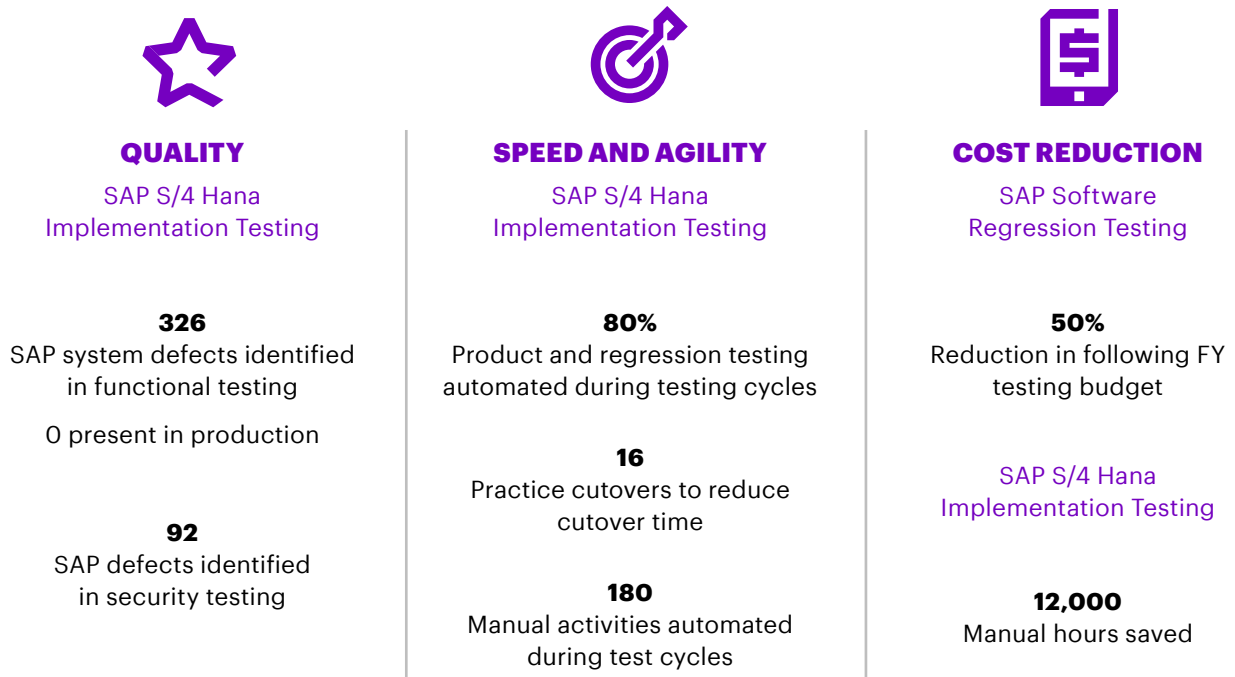 QUALITY
SAP S/4 Hana
Implementation Testing
326
SAP system defects identified
in functional testing
0 present in production
92
SAP defects identified
in security testing
SPEED AND AGILITY
SAP S/4 Hana
Implementation Testing
80%
Product and regression testing
automated during testing cycles
16
Practice cutovers to reduce
cutover time
180
Manual activities automated
during test cycles
$
COST REDUCTION
SAP Software
Regression Testing
50%
Reduction in following FY
testing budget
SAP S/4 Hana
Implementation Testing
12,000
Manual hours saved